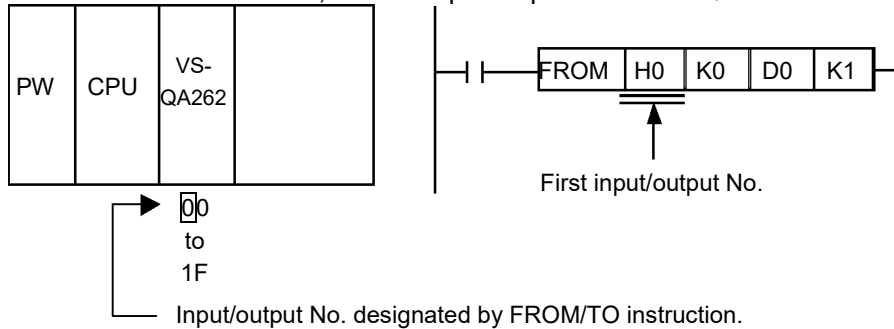 PW
CPU
VS-
QA262
FROM H0 K0 D0 K1
First input/output No.
00
to
1F
Input/output No. designated by FROM/TO instruction.